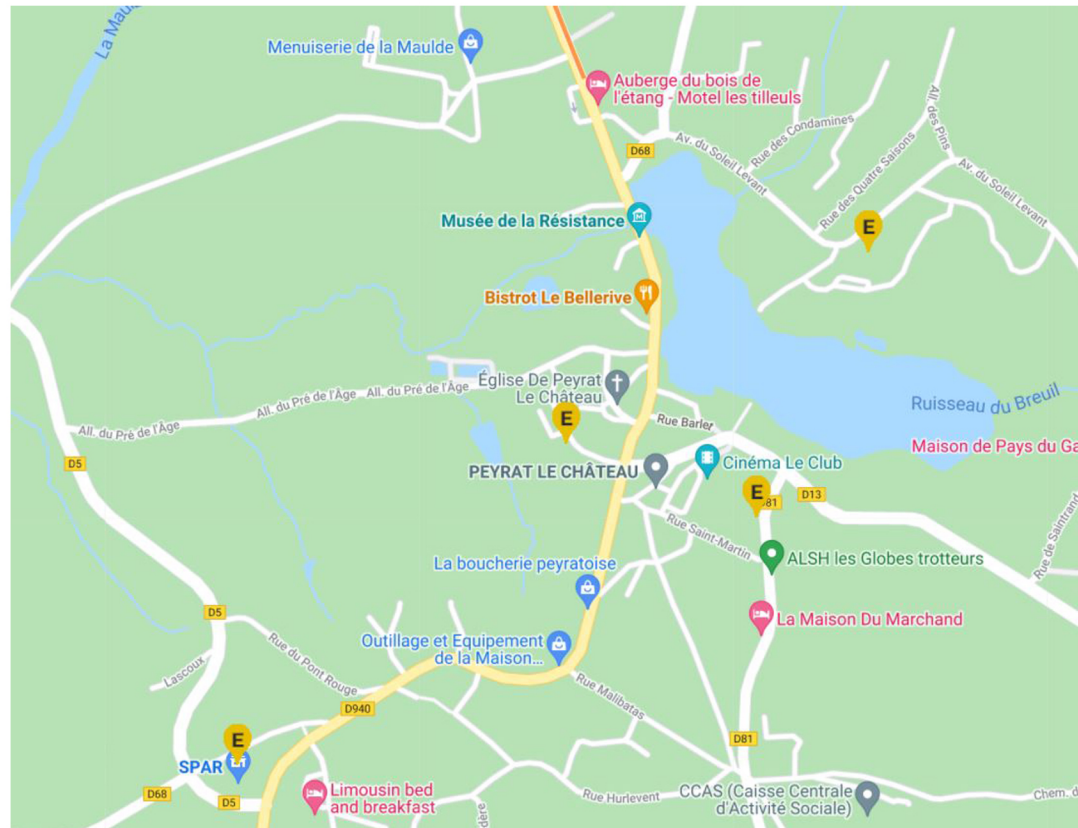 La Maul
Menuiserie de la Maulde
Auberge du bois de
l'étang - Motel les tilleuls
Rue des Condamines
All. des Pins
D68
Av. du Soleil Levant
Rue des Quatre Saisons
Av. du Soleil Levant
Musée de la Résistance
E
Bistrot Le Bellerive
Église De Peyrat
Le Château
All. du Pré de l'Âge
All. du Pré de l'Âge
All. du Pré de l'Âge
Ruisseau du Breuil
E
Rue Barler
Maison de Pays du Ga
D5
PEYRAT LE CHÂTEAU
Cinéma Le Club
E
D81
D13
Rue Saint-Martin
Rue de Saintrand
ALSH les Globes trotteurs
La boucherie peyratoise
D5
La Maison Du Marchand
Outillage et Equipement
de la Maison...
Rue du Pont Rouge
Lascoux
Rue Malibatas
D940
E
D81
SPAR
D68
D5
Limousin bed
and breakfast
Rue Hurlevent
CCAS (Caisse Centrale
d'Activité Sociale)
Chem. d
dère